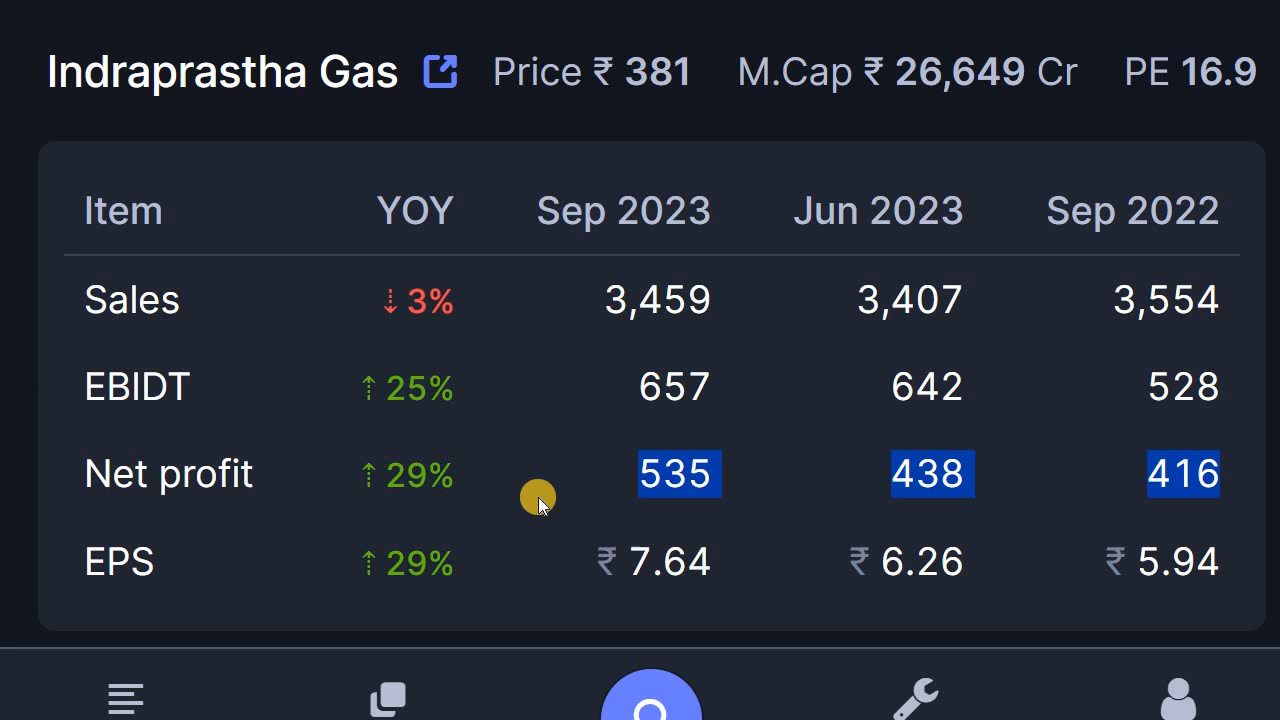 Indraprastha Gas Price ₹ 381 M.Cap ₹ 26,649 Cr PE 16.9
Item YOY Sep 2023 Jun 2023 Sep 2022
Sales ⇣ 3% 3,459 3,407 3,554
EBIDT ⇡ 25% 657 642 528
Net profit ⇡ 29% 535 438 416
EPS ⇡ 29% ₹ 7.64 ₹ 6.26 ₹ 5.94